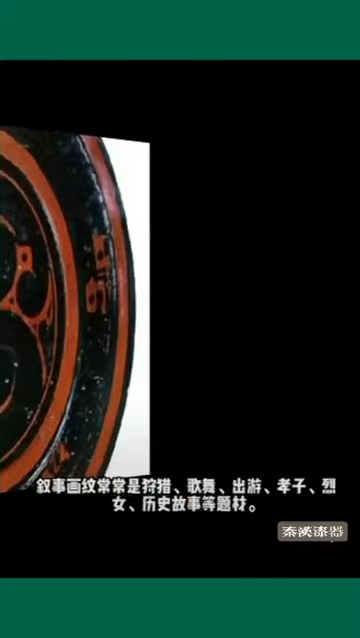 叙事画纹常常是狩猎、歌舞、出游、孝子、烈
女、历史故事等题材。
秦漢漆器